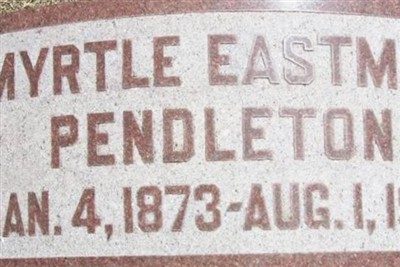 MYRTLE EASTM
PENDLETON
AN. 4, 1873-AUG. 1, 1